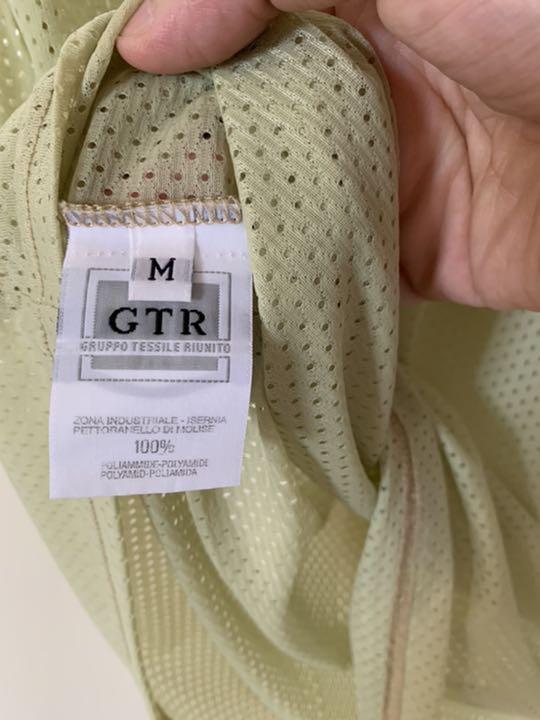 M
GTR
GRUPPO TESSILE RIUNITO
ZONA INDUSTRIALE - ISERNIA
PETTORANELLO DI MOLISE
100%
POLIAMMIDE-POLYAMIDE
POLYAMID-POLIAMIDA